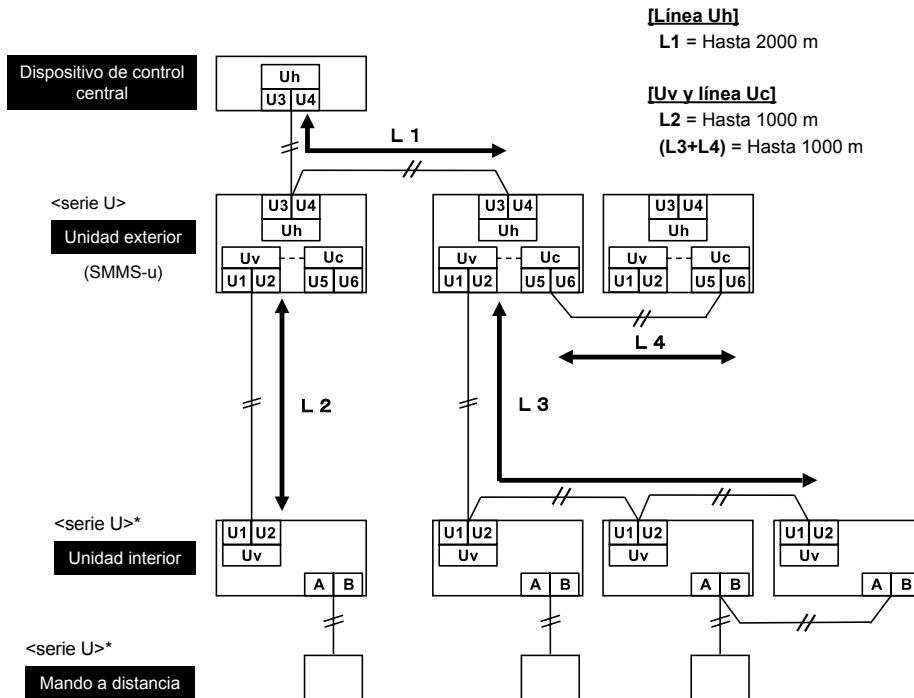 [Línea Uh]
L1 = Hasta 2000 m
[Uv y línea Uc]
L2 = Hasta 1000 m
(L3+L4) = Hasta 1000 m
Dispositivo de control
central
Uh
U3 U4
L 1
<serie U>
Unidad exterior
(SMMS-u)
U3 U4
Uh
Uv Uc
U1 U2 U5 U6
U3 U4
Uh
Uv Uc
U1 U2 U5 U6
U3 U4
Uh
Uv Uc
U1 U2 U5 U6
L 4
L 2
L 3
<serie U>*
Unidad interior
U1 U2
Uv
A B
U1 U2
Uv
A B
U1 U2
Uv
A B
U1 U2
Uv
A B
<serie U>*
Mando a distancia